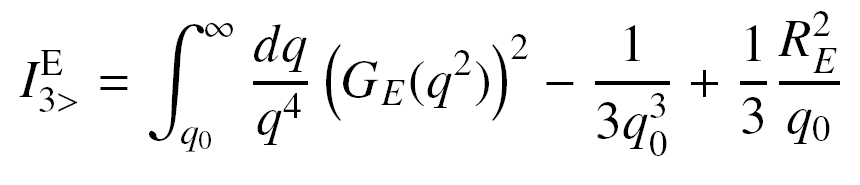 I_{3>}^{E} = \int_{q_0}^{\infty} \frac{dq}{q^4} \left( G_E(q^2) \right)^2 - \frac{1}{3q_0^3} + \frac{1}{3} \frac{R_E^2}{q_0}